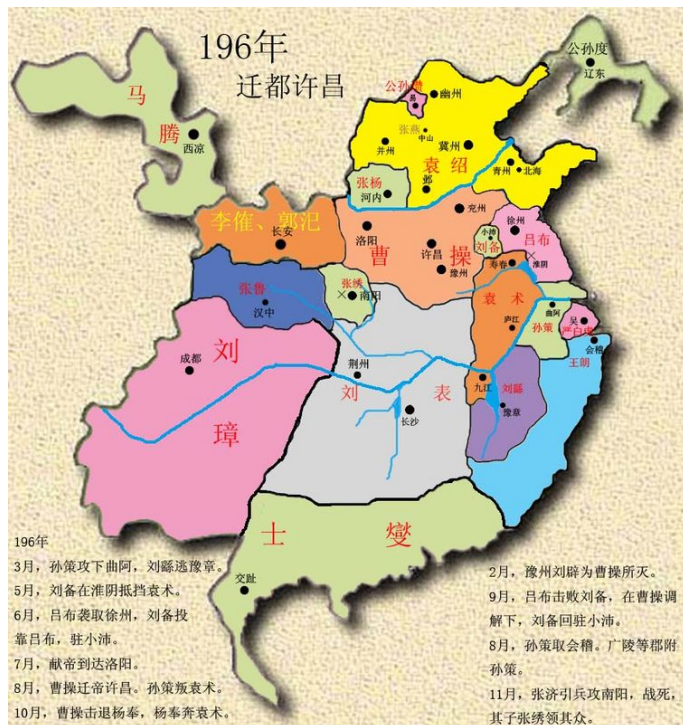 196年
迁都许昌
公孙度
辽东
马
腾
西凉
公孙瓒
易
幽州
张燕
中山
并州
冀州
袁绍
邺
青州
北海
张杨
河内
李傕、郭汜
长安
洛阳
兖州
曹操
许昌
豫州
小沛
刘备
徐州
吕布
淮阴
寿春
张鲁
汉中
张绣
南阳
袁术
庐江
曲阿
孙策
吴
严白虎
会稽
王朗
刘
璋
成都
荆州
刘表
长沙
九江
刘繇
豫章
士燮
交趾
196年
3月，孙策攻下曲阿，刘繇逃豫章。
5月，刘备在淮阴抵挡袁术。
6月，吕布袭取徐州，刘备投
靠吕布，驻小沛。
7月，献帝到达洛阳。
8月，曹操迁帝许昌。孙策叛袁术。
10月，曹操击退杨奉，杨奉奔袁术。
2月，豫州刘辟为曹操所灭。
9月，吕布击败刘备，在曹操调
解下，刘备回驻小沛。
8月，孙策取会稽。广陵等郡附
孙策。
11月，张济引兵攻南阳，战死，
其子张绣领其众。